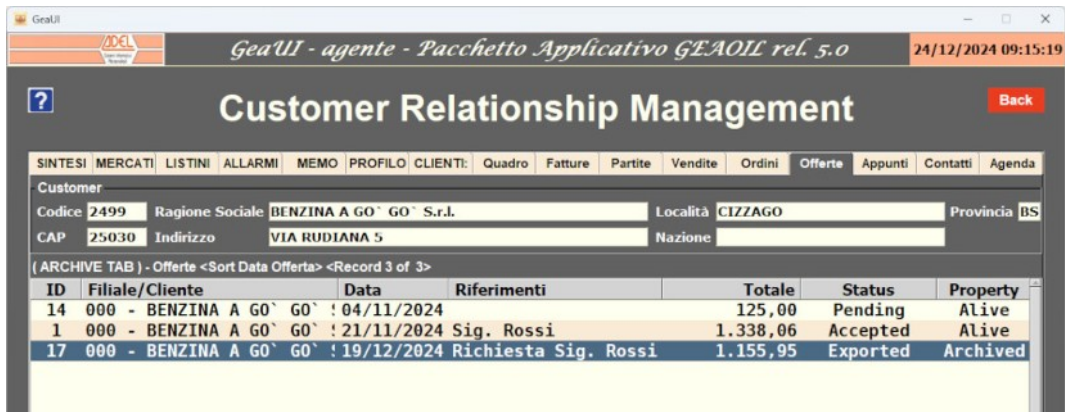 GeaUI
ADEL
GeaUI - agente - Pacchetto Applicativo GEAOIL rel. 5.0
24/12/2024 09:15:19
?
Customer Relationship Management
Back
SINTESI MERCATI LISTINI ALLARMI MEMO PROFILO CLIENTI: Quadro Fatture Partite Vendite Ordini Offerte Appunti Contatti Agenda
Customer
Codice 2499 Ragione Sociale BENZINA A GO` GO` S.r.l. Località CIZZAGO Provincia BS
CAP 25030 Indirizzo VIA RUDIANA 5 Nazione
( ARCHIVE TAB ) - Offerte <Sort Data Offerta> <Record 3 of 3>
ID Filiale/Cliente Data Riferimenti Totale Status Property
14 000 - BENZINA A GO` GO` 04/11/2024 125,00 Pending Alive
1 000 - BENZINA A GO` GO` 21/11/2024 Sig. Rossi 1.338,06 Accepted Alive
17 000 - BENZINA A GO` GO` 19/12/2024 Richiesta Sig. Rossi 1.155,95 Exported Archived